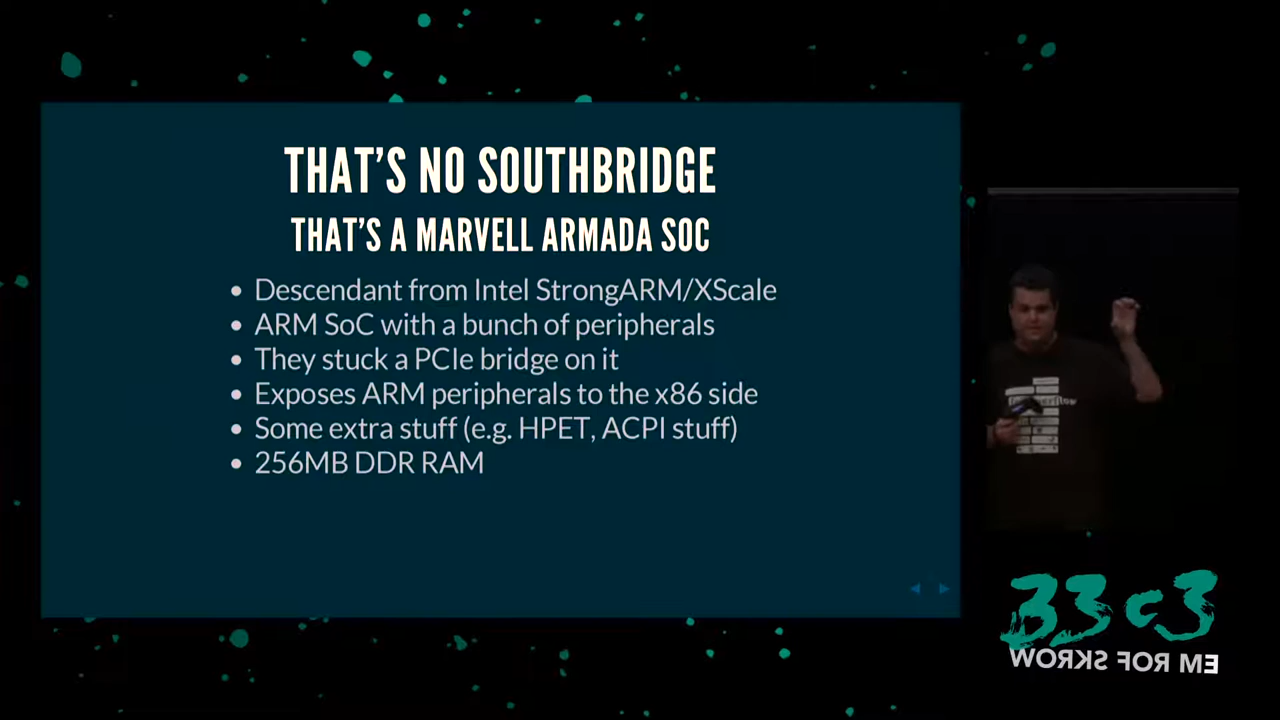 THAT'S NO SOUTHBRIDGE
THAT'S A MARVELL ARMADA SOC
• Descendant from Intel StrongARM/XScale
• ARM SoC with a bunch of peripherals
• They stuck a PCIe bridge on it
• Exposes ARM peripherals to the x86 side
• Some extra stuff (e.g. HPET, ACPI stuff)
• 256MB DDR RAM
33c3
WORKS FOR ME